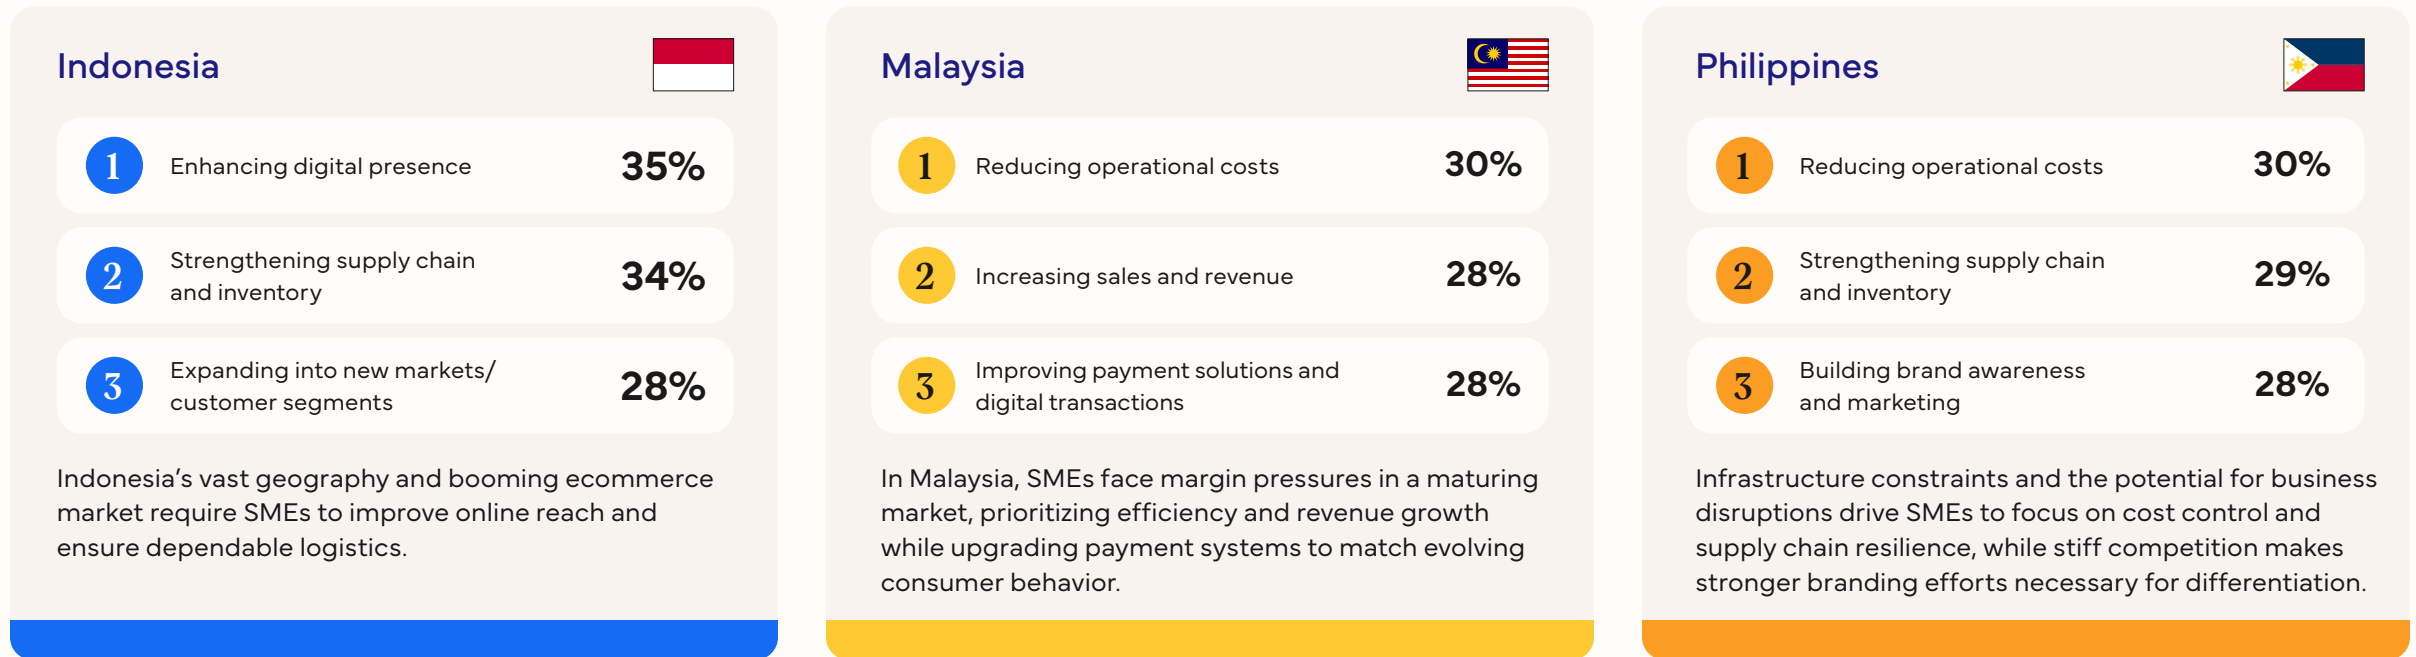 Indonesia
1
Enhancing digital presence
35%
2
Strengthening supply chain
and inventory
34%
3
Expanding into new markets/
customer segments
28%
Indonesia’s vast geography and booming ecommerce
market require SMEs to improve online reach and
ensure dependable logistics.
Malaysia
1
Reducing operational costs
30%
2
Increasing sales and revenue
28%
3
Improving payment solutions and
digital transactions
28%
In Malaysia, SMEs face margin pressures in a maturing
market, prioritizing efficiency and revenue growth
while upgrading payment systems to match evolving
consumer behavior.
Philippines
1
Reducing operational costs
30%
2
Strengthening supply chain
and inventory
29%
3
Building brand awareness
and marketing
28%
Infrastructure constraints and the potential for business
disruptions drive SMEs to focus on cost control and
supply chain resilience, while stiff competition makes
stronger branding efforts necessary for differentiation.